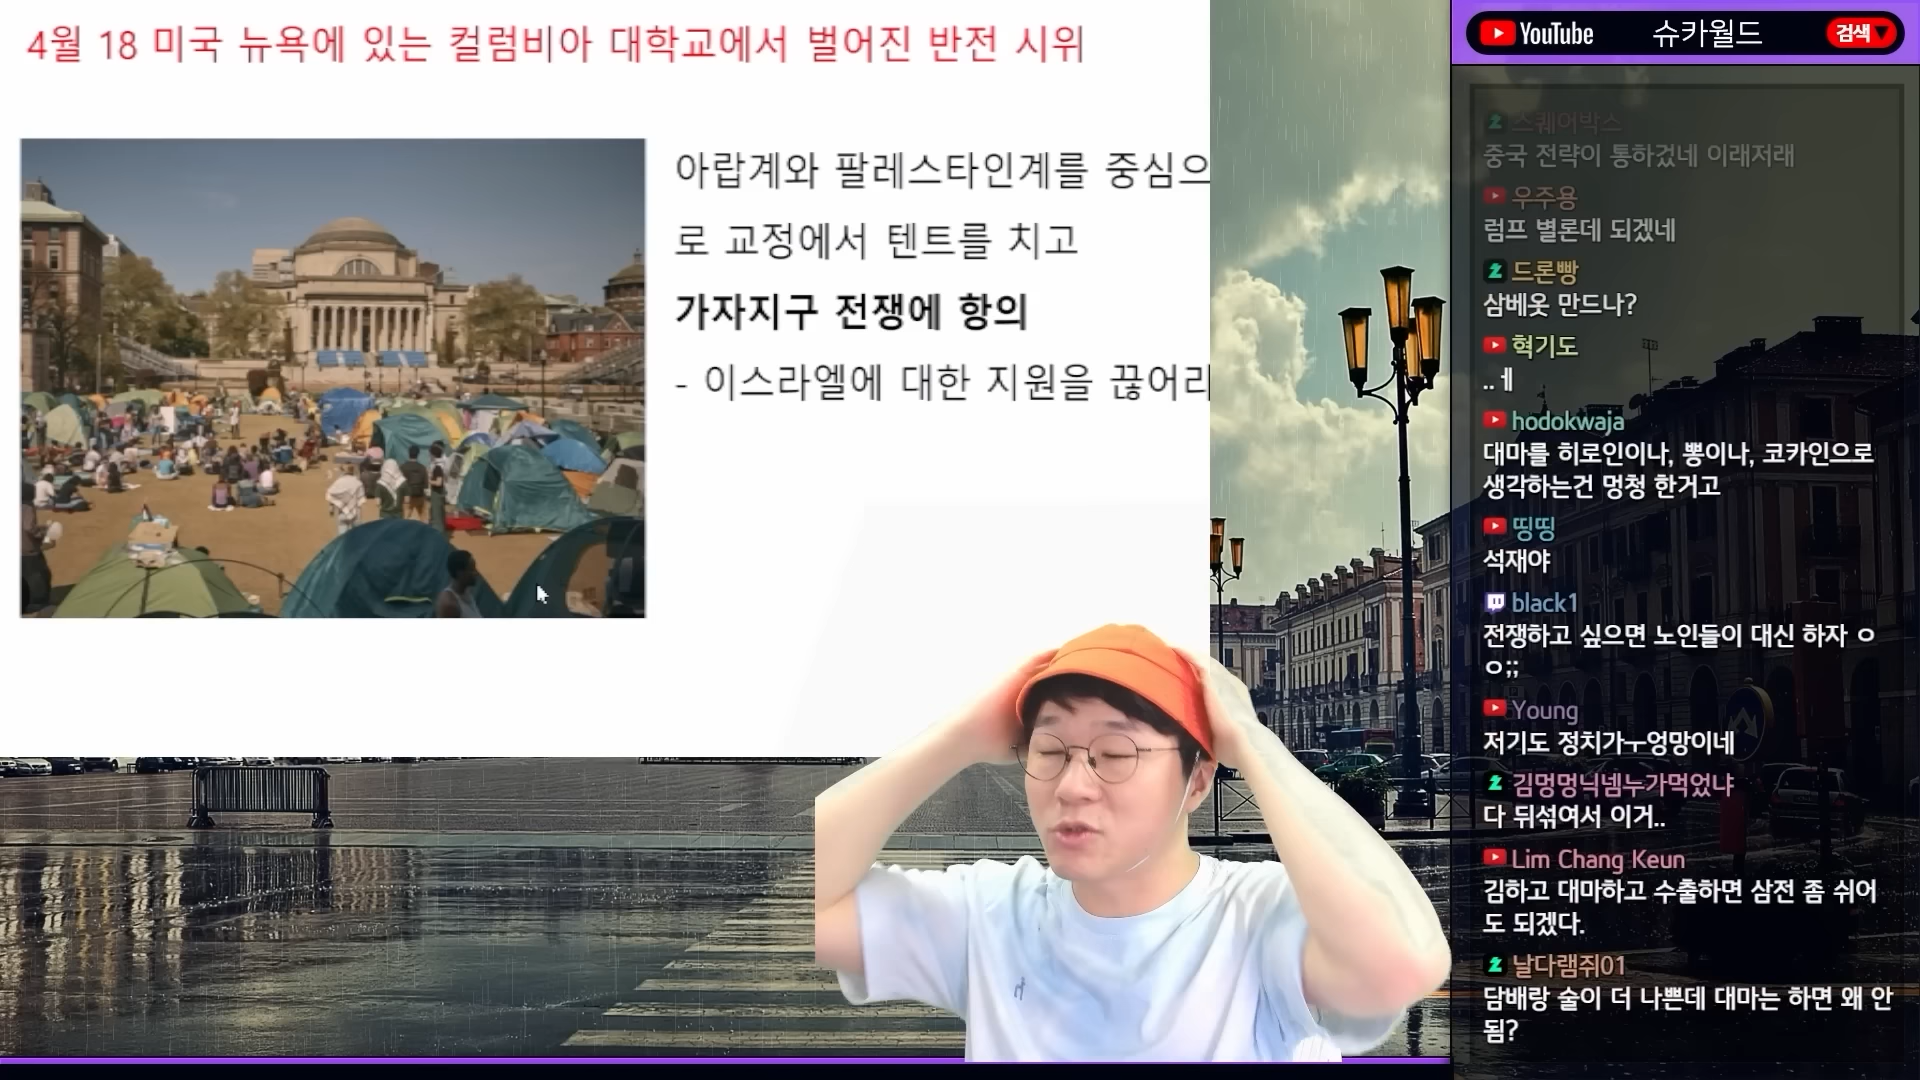 4월 18 미국 뉴욕에 있는 컬럼비아 대학교에서 벌어진 반전 시위
아랍계와 팔레스타인계를 중심으
로 교정에서 텐트를 치고
가자지구 전쟁에 항의
- 이스라엘에 대한 지원을 끊어라
YouTube 슈카월드 검색
스퀘어박스
중국 전략이 통하겄네 이래저래
우주용
럼프 별론데 되겠네
드론빵
삼베옷 만드나?
혁기도
..ㅔ
hodokwaja
대마를 히로인이나, 뽕이나, 코카인으로
생각하는건 멍청 한거고
띵띵
석재야
black1
전쟁하고 싶으면 노인들이 대신 하자 ㅇ
ㅇ;;
Young
저기도 정치가ㅜ엉망이네
김멍멍닉넴누가먹었냐
다 뒤섞여서 이거..
Lim Chang Keun
김하고 대마하고 수출하면 삼전 좀 쉬어
도 되겠다.
날다램쥐01
담배랑 술이 더 나쁜데 대마는 하면 왜 안
됨?